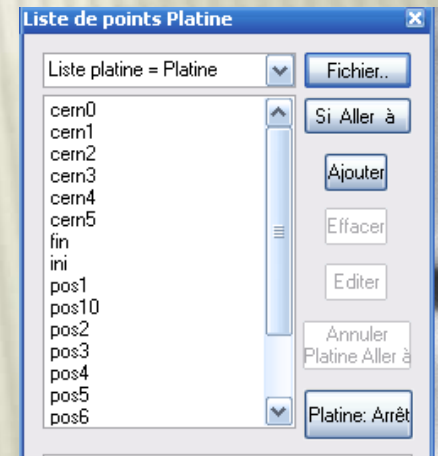 Liste de points Platine
Liste platine = Platine
Fichier..
cern0
cern1
cern2
cern3
cern4
cern5
fin
ini
pos1
pos10
pos2
pos3
pos4
pos5
pos6
Si Aller à
Ajouter
Effacer
Editer
Annuler
Platine Aller à
Platine: Arrêt